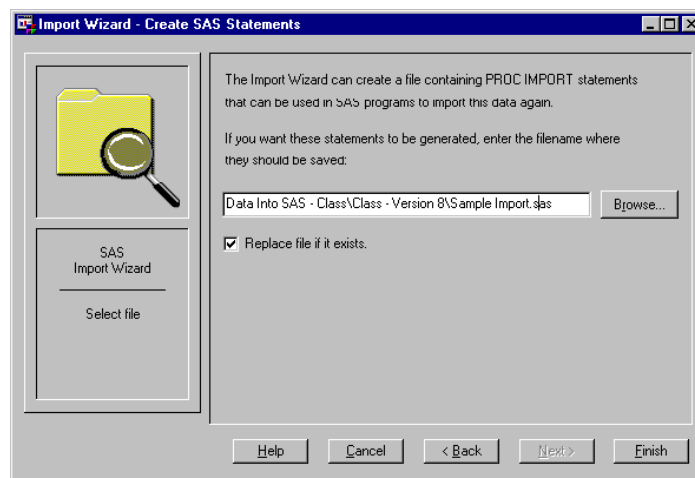 Import Wizard - Create SAS Statements
The Import Wizard can create a file containing PROC IMPORT statements
that can be used in SAS programs to import this data again.
If you want these statements to be generated, enter the filename where
they should be saved:
Data Into SAS - Class\Class - Version 8\Sample Import.sas
Browse...
Replace file if it exists.
SAS
Import Wizard
Select file
Help
Cancel
< Back
Next >
Finish